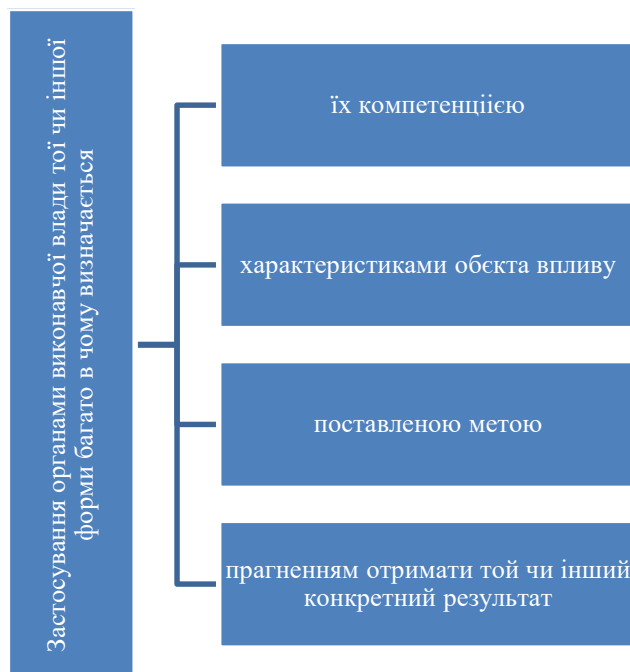 Застосування органами виконавчої влади тої чи іншої
форми багато в чому визначається
їх компетенціією
характеристиками обєкта впливу
поставленою метою
прагненням отримати той чи інший
конкретний результат